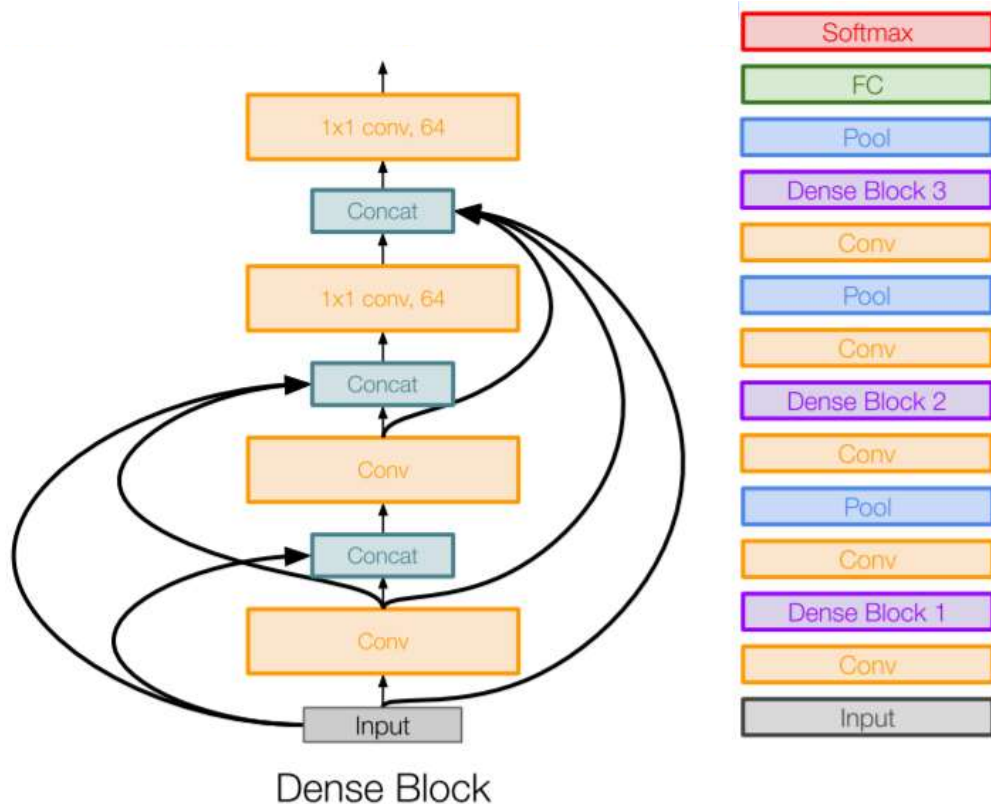 1x1 conv, 64
Concat
1x1 conv, 64
Concat
Conv
Concat
Conv
Input
Dense Block
Softmax
FC
Pool
Dense Block 3
Conv
Pool
Conv
Dense Block 2
Conv
Pool
Conv
Dense Block 1
Conv
Input